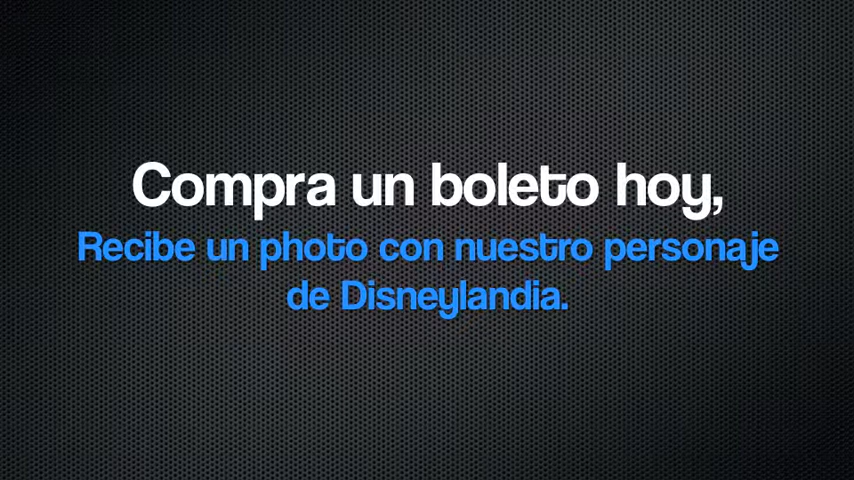 Compra un boleto hoy,
Recibe un photo con nuestro personaje
de Disneylandia.